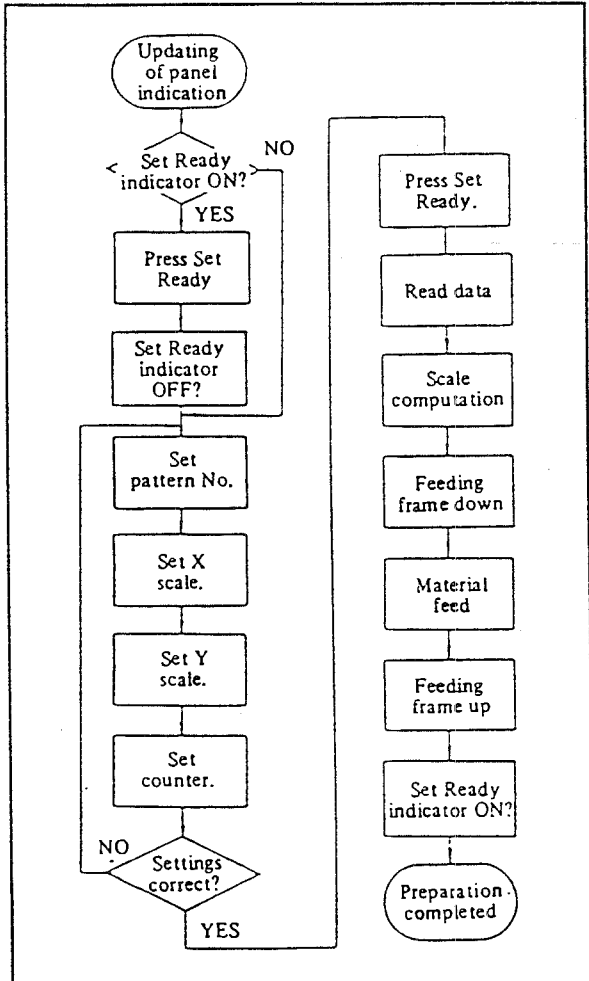 Updating
of panel
indication
Set Ready
indicator ON?
NO
YES
Press Set
Ready
Set Ready
indicator
OFF?
Set
pattern No.
Set X
scale.
Set Y
scale.
Set
counter.
NO
Settings
correct?
YES
Press Set
Ready.
Read data
Scale
computation
Feeding
frame down
Material
feed
Feeding
frame up
Set Ready
indicator ON?
Preparation
completed